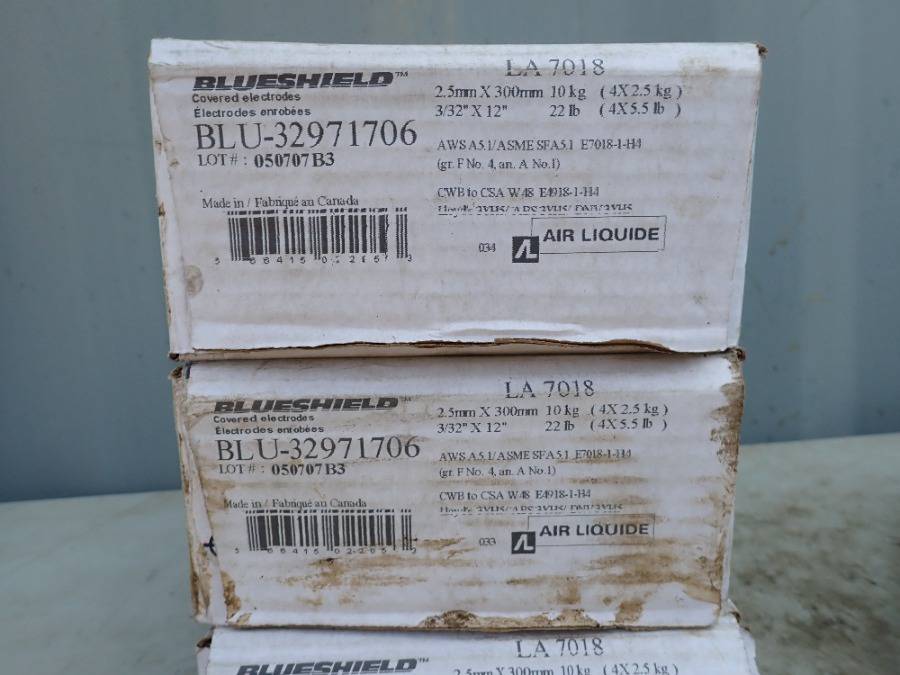 BLUESHIELD™
Covered electrodes
Électrodes enrobées
BLU-32971706
LOT # : 050707B3
Made in / Fabriqué au Canada
LA 7018
2.5mm X 300mm 10 kg ( 4X 2.5 kg )
3/32" X 12" 22 lb ( 4X 5.5 lb )
AWS A5.1/ASME SFA5.1 E7018-1-H4
(gr. F No. 4, an. A No.1)
CWB to CSA W48 E4918-1-H4
034
AIR LIQUIDE
BLUESHIELD™
Covered electrodes
Électrodes enrobées
BLU-32971706
LOT # : 050707B3
Made in / Fabriqué au Canada
LA 7018
2.5mm X 300mm 10 kg ( 4X 2.5 kg )
3/32" X 12" 22 lb ( 4X 5.5 lb )
AWS A5.1/ASME SFA5.1 E7018-1-H4
(gr. F No. 4, an. A No.1)
CWB to CSA W48 E4918-1-H4
033
AIR LIQUIDE
BLUESHIELD™
LA 7018
2.5mm X 300mm 10 kg ( 4X 2.5 kg )